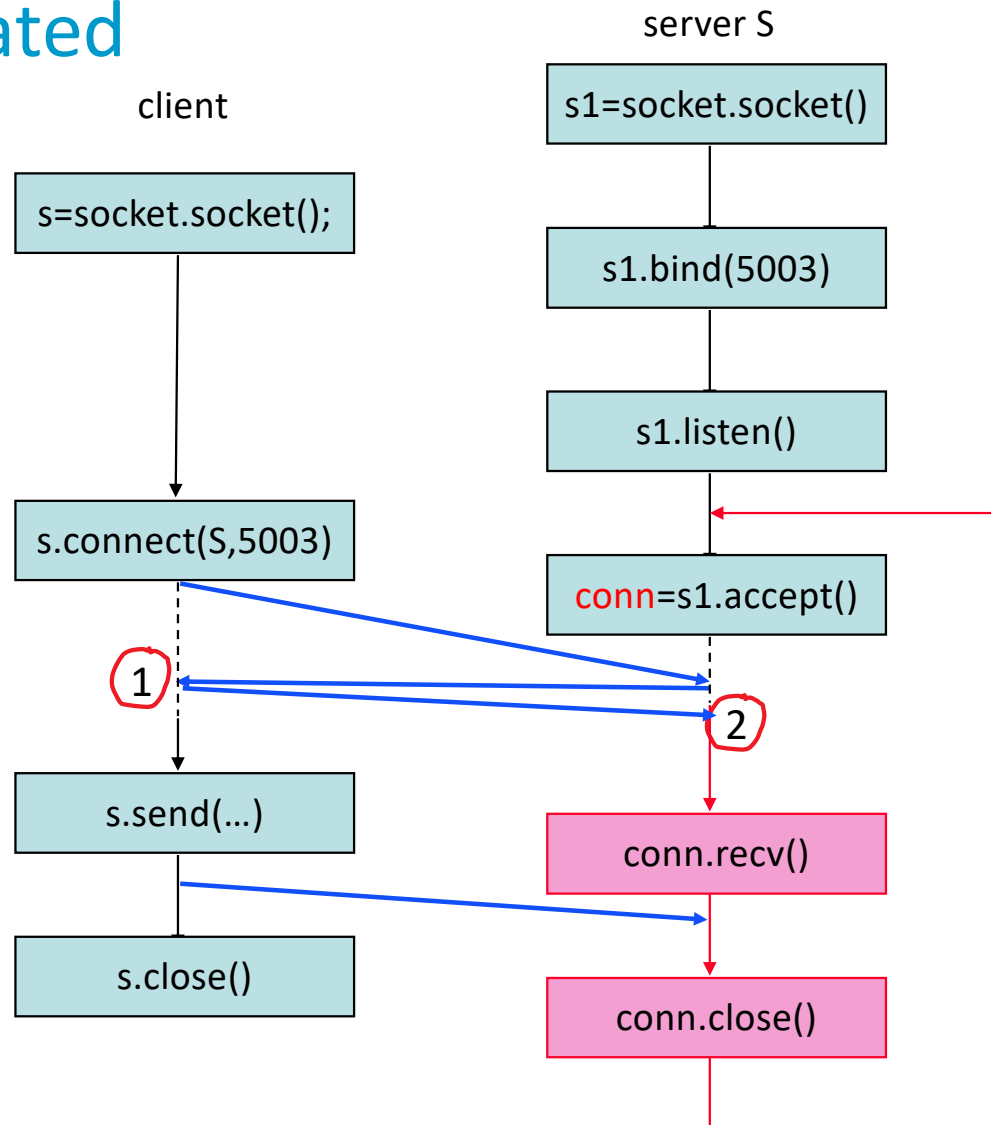 ated
client
s=socket.socket();
s.connect(S,5003)
1
s.send(...)
s.close()
server S
s1=socket.socket()
s1.bind(5003)
s1.listen()
conn=s1.accept()
2
conn.recv()
conn.close()